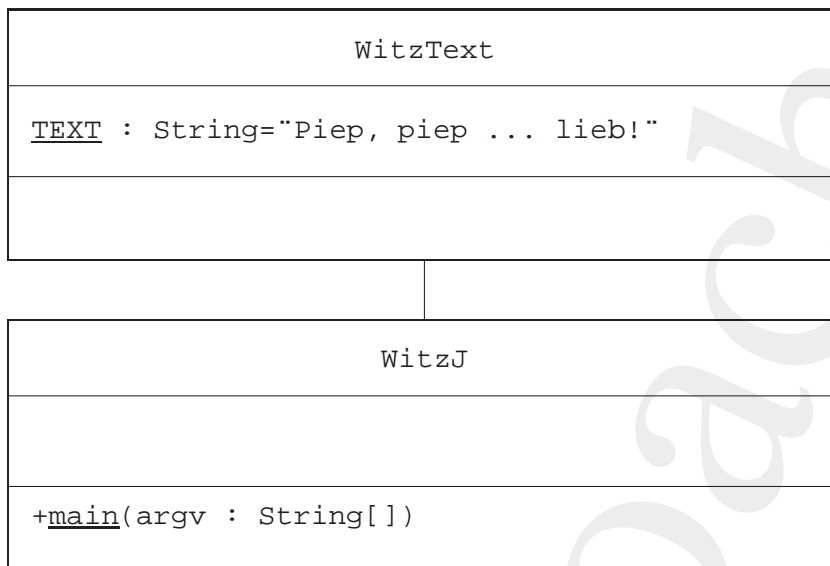 WitzText
TEXT : String=¨Piep, piep ... lieb!¨
WitzJ
+main(argv : String[])